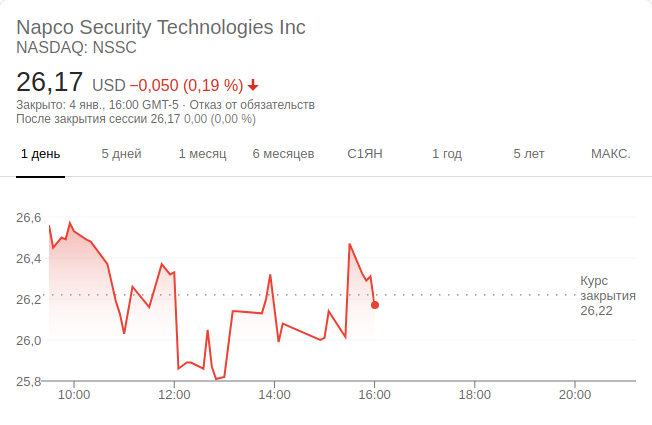 Napco Security Technologies Inc
NASDAQ: NSSC
26,17 USD −0,050 (0,19 %)
Закрыто: 4 янв., 16:00 GMT-5 · Отказ от обязательств
После закрытия сессии 26,17 0,00 (0,00 %)
1 день 5 дней 1 месяц 6 месяцев С1ЯН 1 год 5 лет МАКС.
26,6
26,4
26,2
26,0
25,8
Курс
закрытия
26,22
10:00 12:00 14:00 16:00 18:00 20:00